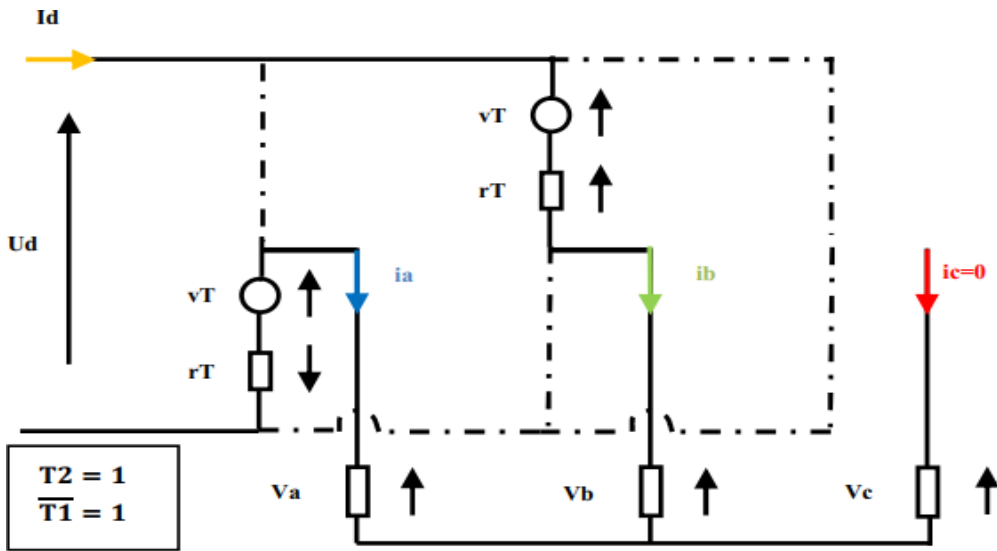 Id
vT
rT
Ud
ia
ib
ic=0
vT
rT
T2 = 1
T1̅ = 1
Va
Vb
Vc